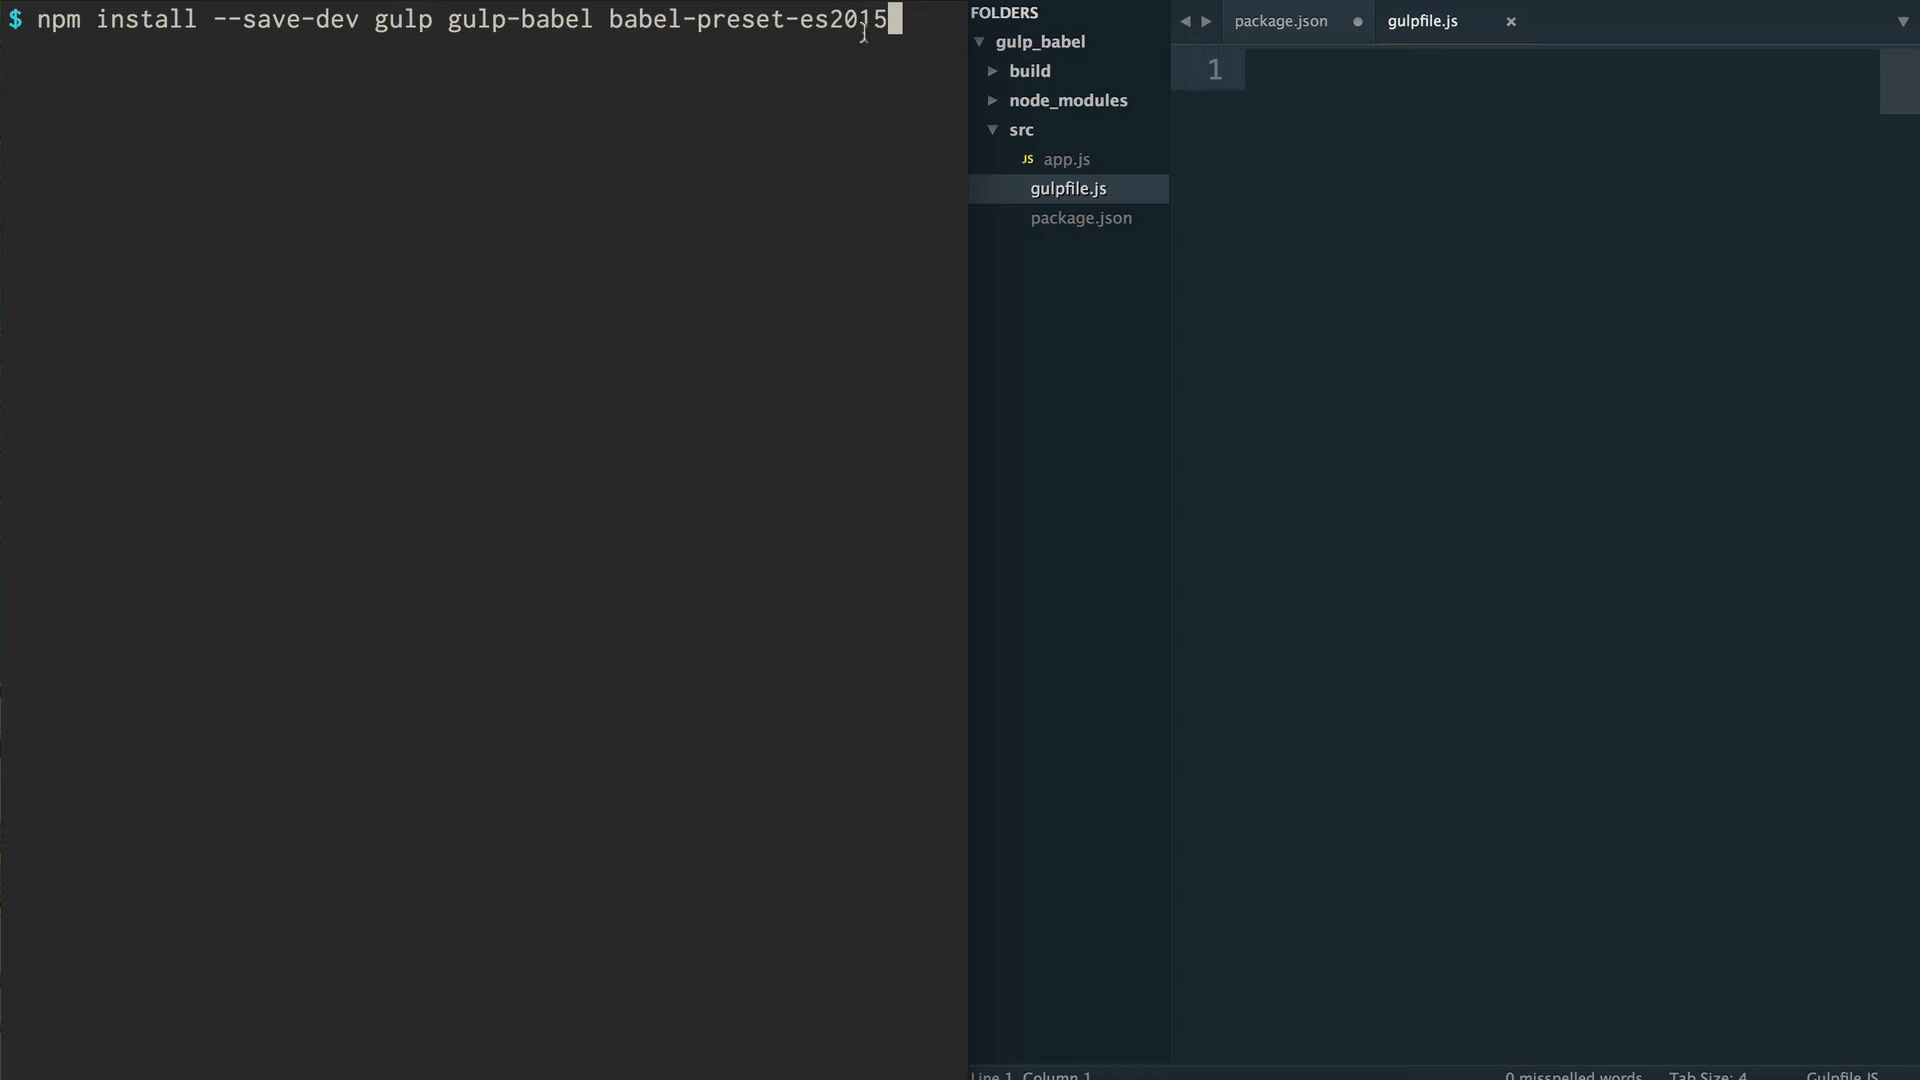 $ npm install --save-dev gulp gulp-babel babel-preset-es2015
FOLDERS
gulp_babel
build
node_modules
src
JS app.js
gulpfile.js
package.json
package.json
gulpfile.js
1
Line 1, Column 1
0 misspelled words
Tab Size: 4
Gulpfile JS